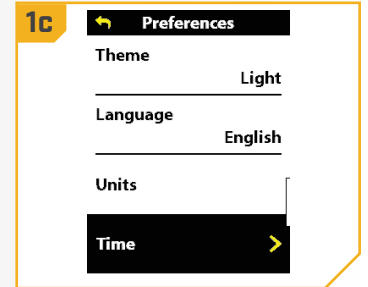 1c
Preferences
Theme
Light
Language
English
Units
Time